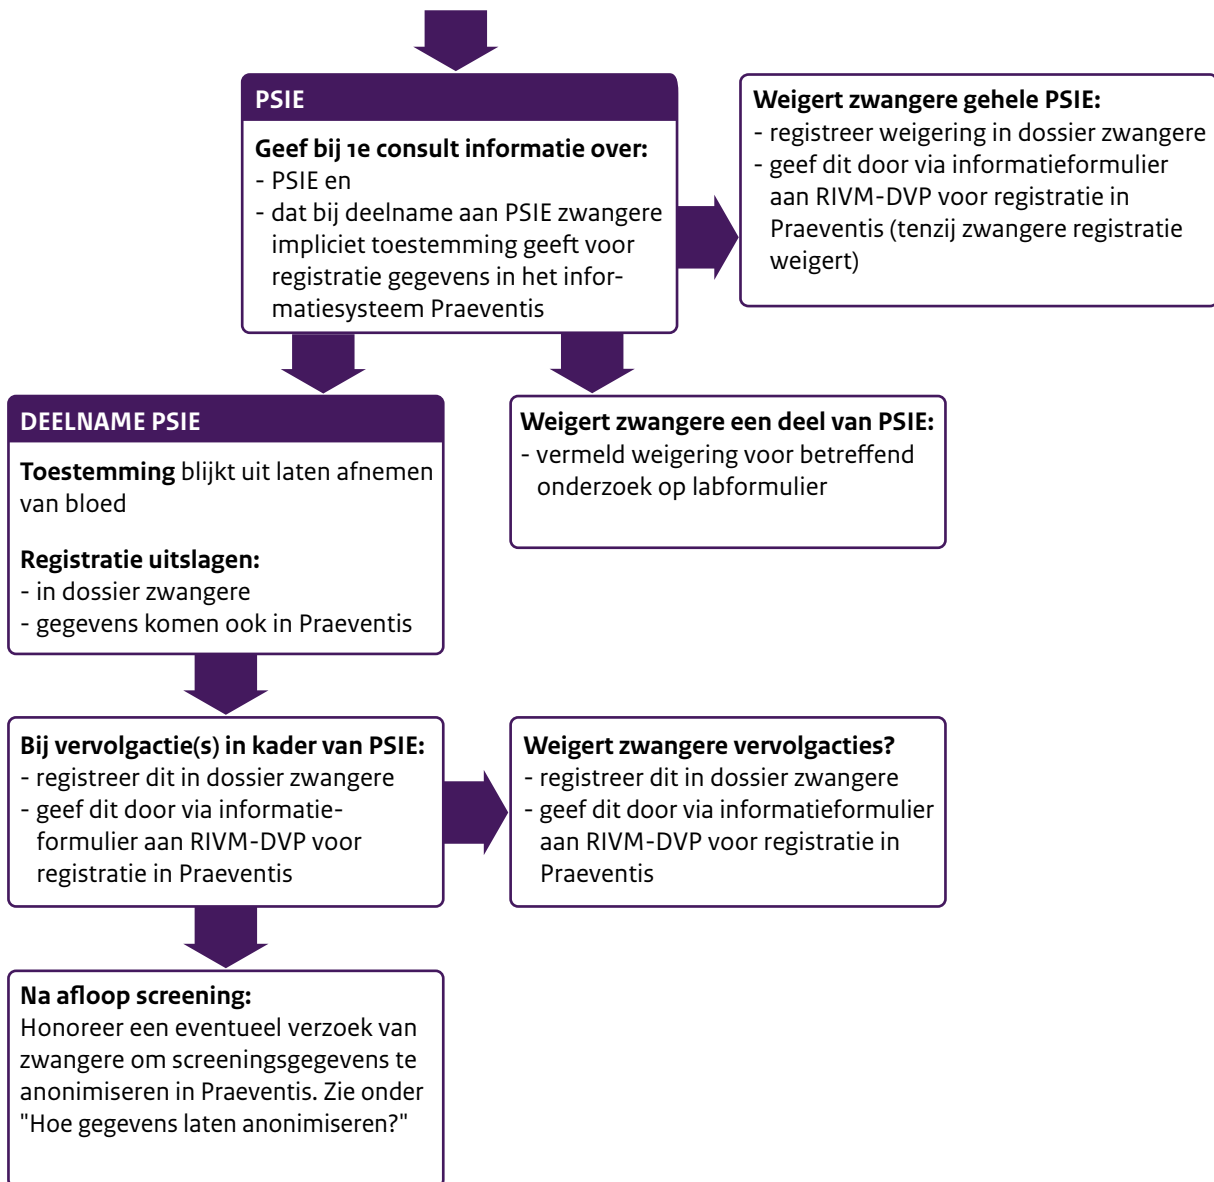 PSIE
Geef bij 1e consult informatie over:
- PSIE en
- dat bij deelname aan PSIE zwangere
impliciet toestemming geeft voor
registratie gegevens in het infor-
matiesysteem Praeventis
Weigert zwangere gehele PSIE:
- registreer weigering in dossier zwangere
- geef dit door via informatieformulier
aan RIVM-DVP voor registratie in
Praeventis (tenzij zwangere registratie
weigert)
DEELNAME PSIE
Toestemming blijkt uit laten afnemen
van bloed
Registratie uitslagen:
- in dossier zwangere
- gegevens komen ook in Praeventis
Weigert zwangere een deel van PSIE:
- vermeld weigering voor betreffend
onderzoek op labformulier
Bij vervolgactie(s) in kader van PSIE:
- registreer dit in dossier zwangere
- geef dit door via informatie-
formulier aan RIVM-DVP voor
registratie in Praeventis
Weigert zwangere vervolgacties?
- registreer dit in dossier zwangere
- geef dit door via informatieformulier
aan RIVM-DVP voor registratie in
Praeventis
Na afloop screening:
Honoreer een eventueel verzoek van
zwangere om screeningsgegevens te
anonimiseren in Praeventis. Zie onder
"Hoe gegevens laten anonimiseren?"